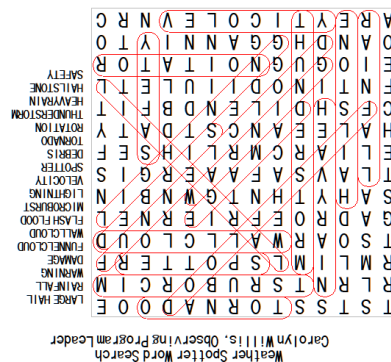 Weather Spotter Word Search
Carolyn Willis, Observing Program Leader
S T S S T O R N A D O O E
R L R N T S R U B O R C I M
R M L I M L S P O T T E R F
T S O A R W A L L C L O U D
G A D R O E F R I E R N E L
S A H Y T H N T G W N B I N
T L A V S A F A A E R G I S
E L I A R C M R L I H S E F
E I A L E E A N C S T D A T Y
C F S H D I L E N D B F I T
F N T I N O D I U L E T L
E I O G U G N O I T A T O R
O A N D H G G A N N I Y T O
A R E Y T I C O L E V N R C
LARGE HAIL
RAINFALL
WARNING
DAMAGE
FUNNELCLOUD
WALLCLOUD
FLASH FLOOD
MICROBURST
LIGHTNING
VELOCITY
SPOTTER
DEBRIS
TORNADO
ROTATION
THUNDERSTORM
HEAVYRAIN
HAILSTONE
SAFETY